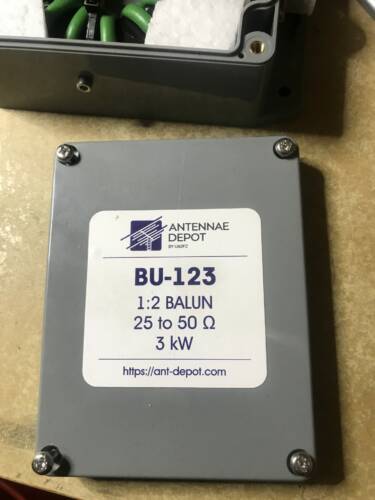 ANTENNAE
DEPOT
BU-123
1:2 BALUN
25 to 50 Ω
3 kW
https://ant-depot.com